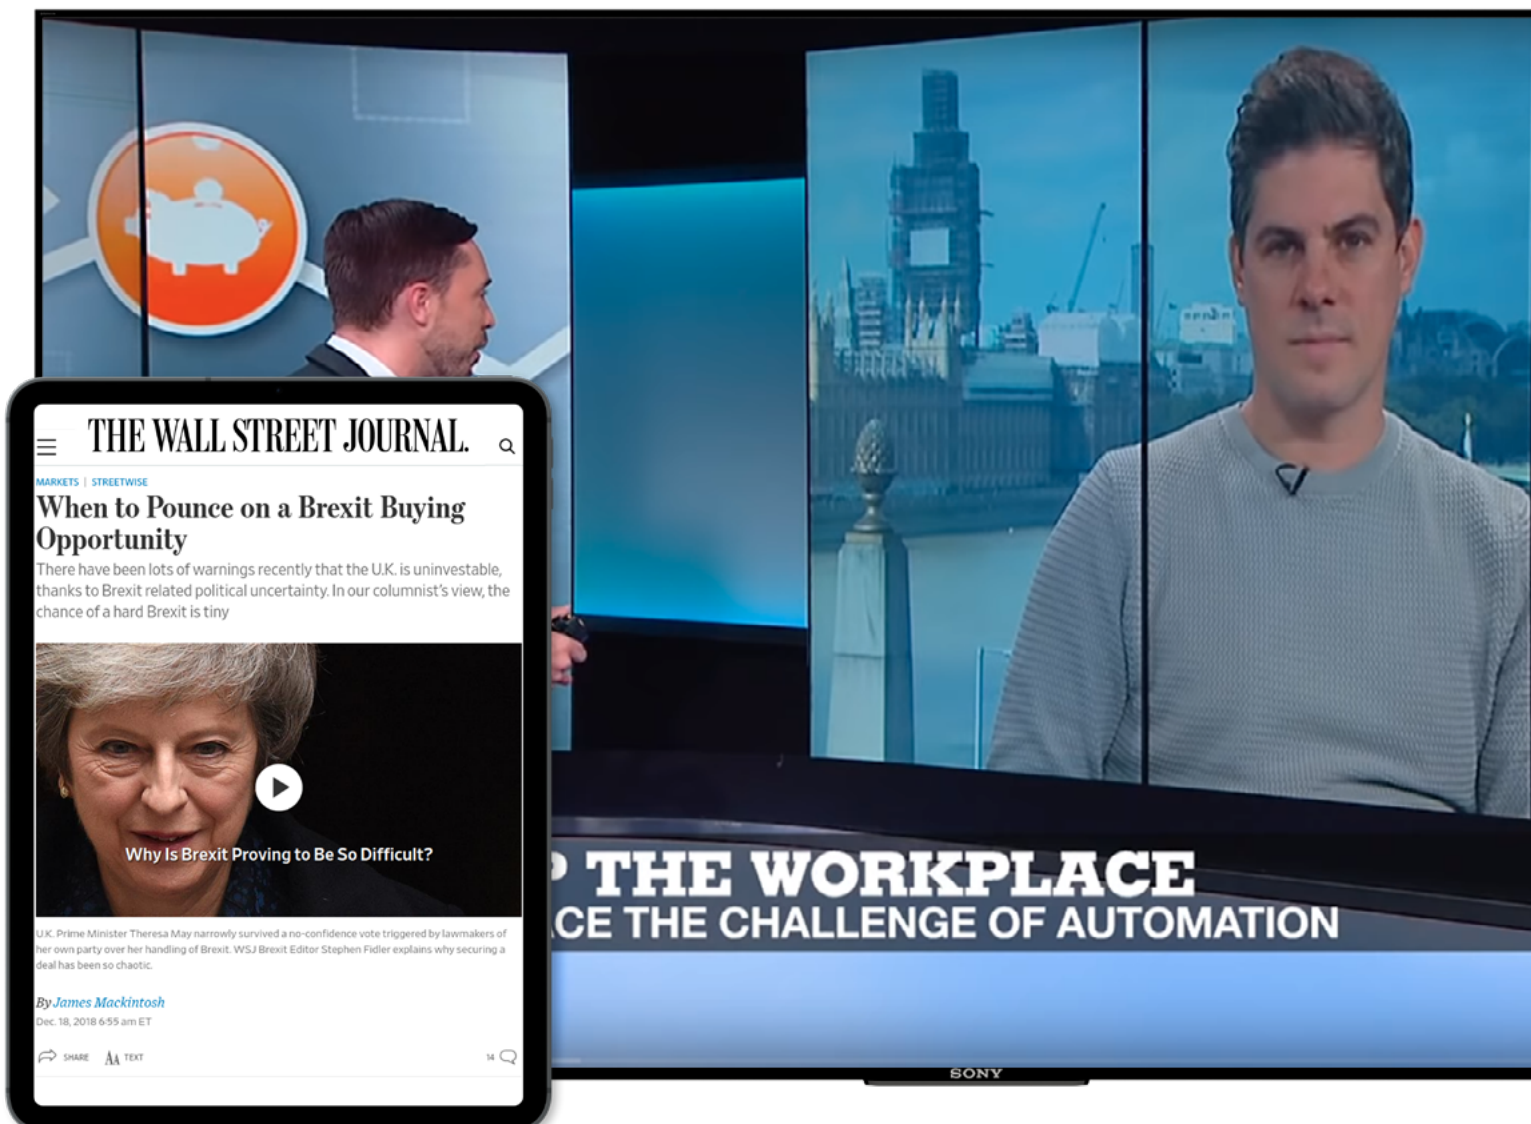 THE WALL STREET JOURNAL.
MARKETS | STREETWISE
When to Pounce on a Brexit Buying
Opportunity
There have been lots of warnings recently that the U.K. is uninvestable,
thanks to Brexit related political uncertainty. In our columnist's view, the
chance of a hard Brexit is tiny
Why Is Brexit Proving to Be So Difficult?
U.K. Prime Minister Theresa May narrowly survived a no-confidence vote triggered by lawmakers of
her own party over her handling of Brexit. WSJ Brexit Editor Stephen Fidler explains why securing a
deal has been so chaotic.
By James Mackintosh
Dec. 18, 2018 6:55 am ET
SHARE AA TEXT 14
P THE WORKPLACE
CE THE CHALLENGE OF AUTOMATION
SONY